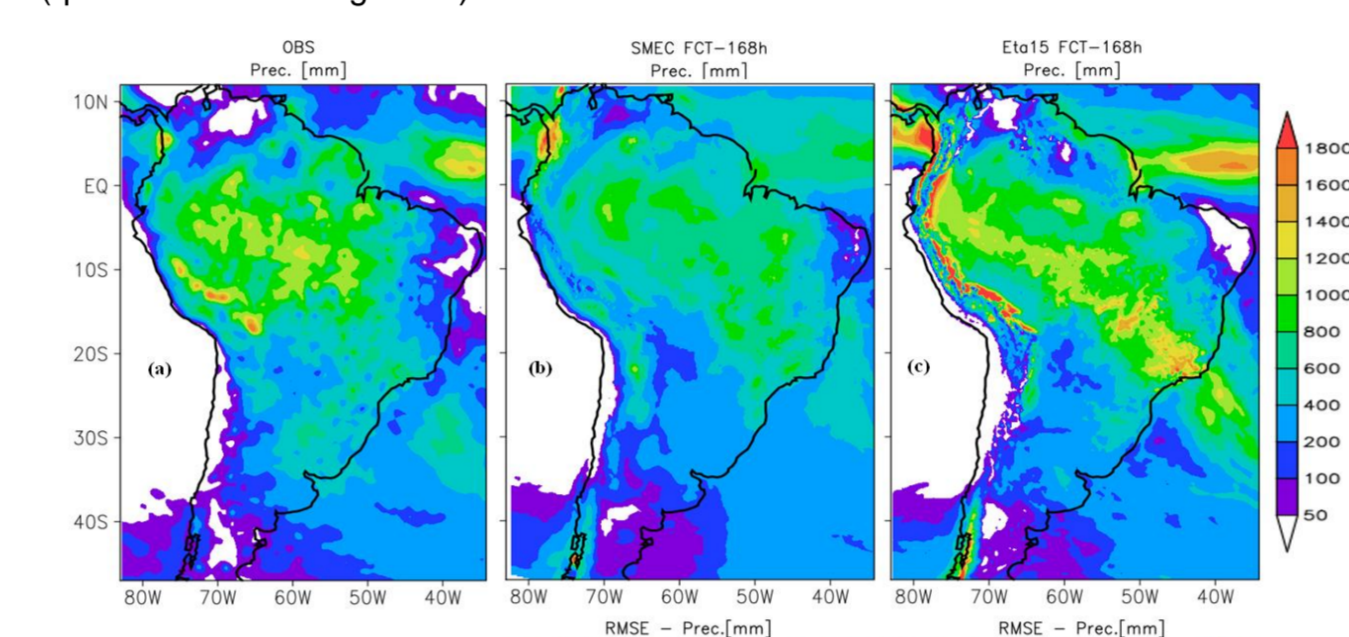 OBS
Prec. [mm]
SMEC FCT-168h
Prec. [mm]
Eta15 FCT-168h
Prec. [mm]
10N
EQ
10S
20S
30S
40S
(a)
(b)
(c)
80W 70W 60W 50W 40W
80W 70W 60W 50W 40W
80W 70W 60W 50W 40W
1800
1600
1400
1200
1000
800
600
400
200
100
50
RMSE - Prec.[mm]
RMSE - Prec.[mm]